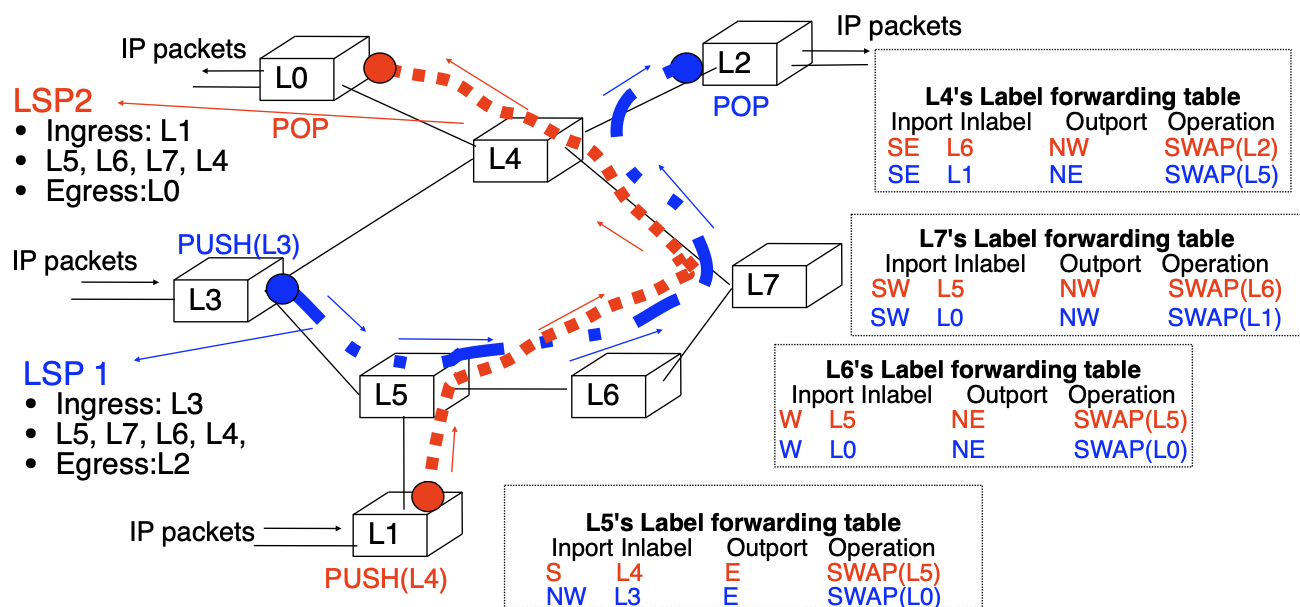 IP packets
L0
L2
IP packets
POP
LSP2
• Ingress: L1
• L5, L6, L7, L4
• Egress:L0
POP
L4
L4's Label forwarding table
Inport Inlabel Outport Operation
SE L6 NW SWAP(L2)
SE L1 NE SWAP(L5)
PUSH(L3)
IP packets
L3
L7
L7's Label forwarding table
Inport Inlabel Outport Operation
SW L5 NW SWAP(L6)
SW L0 NW SWAP(L1)
LSP 1
• Ingress: L3
• L5, L7, L6, L4,
• Egress:L2
L5
L6
L6's Label forwarding table
Inport Inlabel Outport Operation
W L5 NE SWAP(L5)
W L0 NE SWAP(L0)
IP packets
L1
PUSH(L4)
L5's Label forwarding table
Inport Inlabel Outport Operation
S L4 E SWAP(L5)
NW L3 E SWAP(L0)